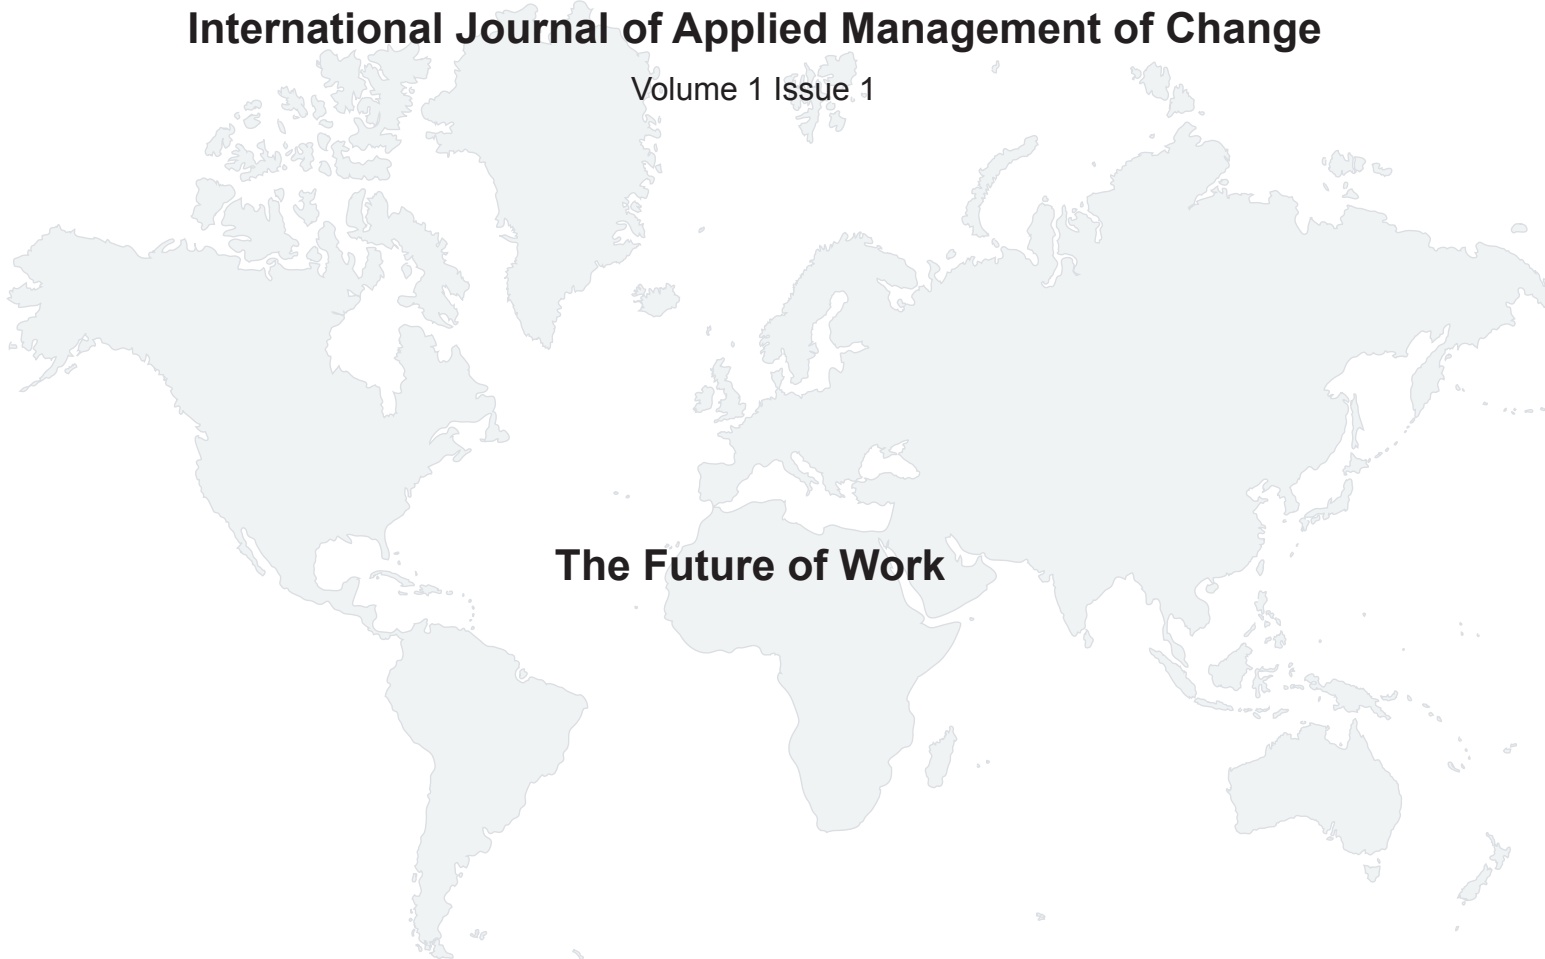 International Journal of Applied Management of Change
Volume 1 Issue 1
The Future of Work